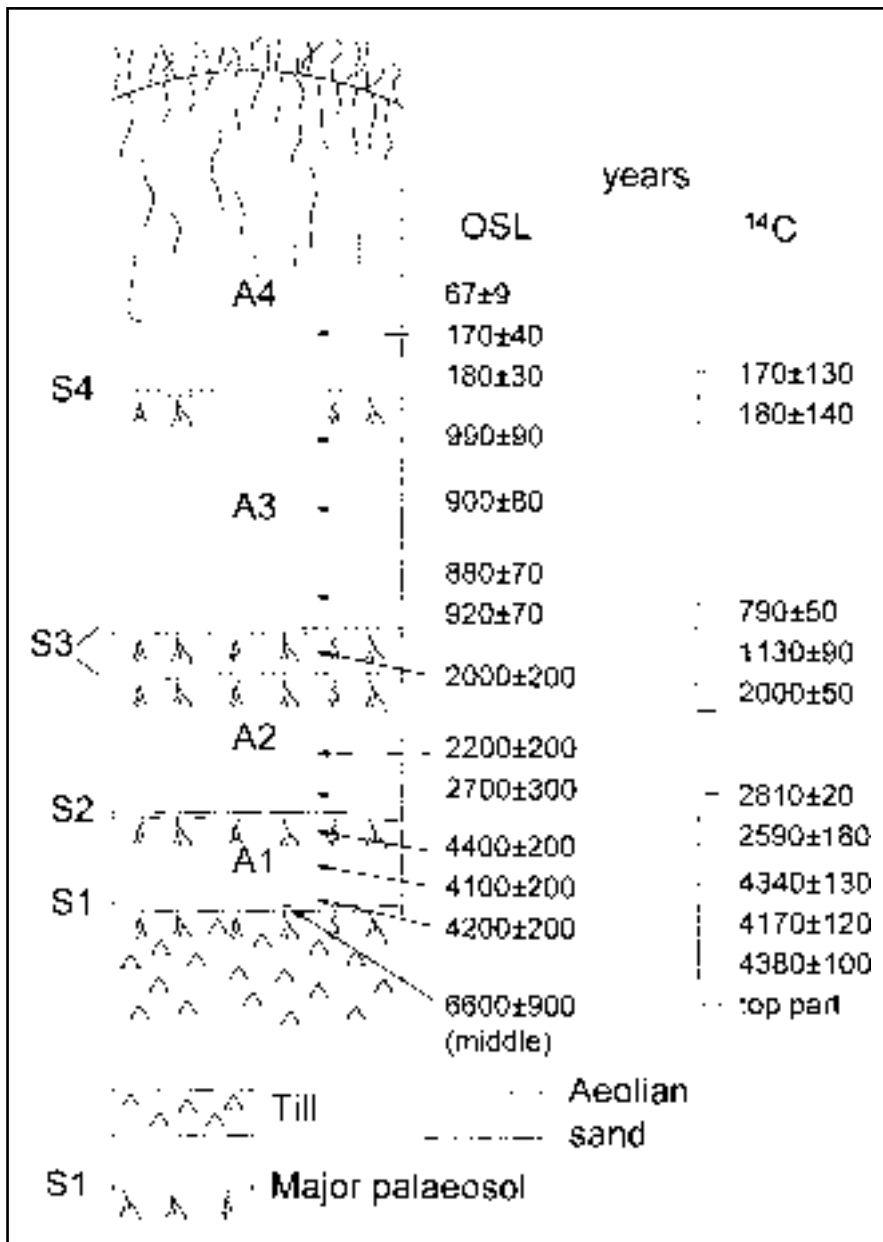 years
OSL ¹⁴C
A4
67±9
170±40
180±30 170±130
S4
180±140
990±90
A3
900±80
880±70
920±70 790±50
S3
1130±90
2000±200 2000±50
A2
2200±200
2700±300 2810±20
S2
4400±200 2590±180
A1
4100±200 4340±130
S1
4200±200 4170±120
4380±100
6600±900 top part
(middle)
Till
Aeolian
sand
S1 Major palaeosol